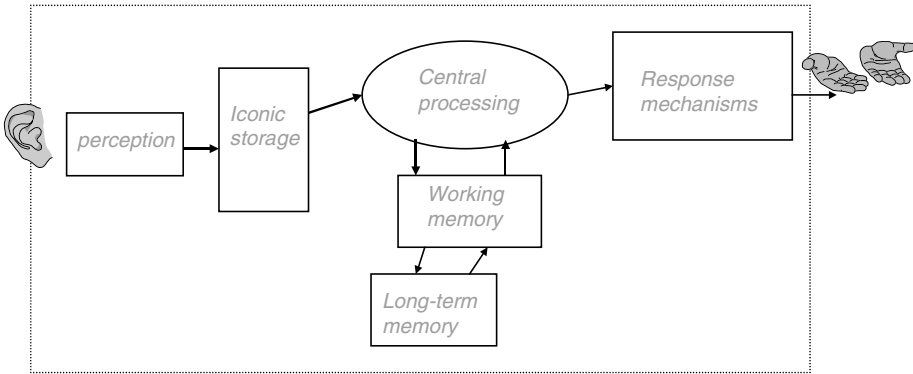 perception
Iconic
storage
Central
processing
Response
mechanisms
Working
memory
Long-term
memory